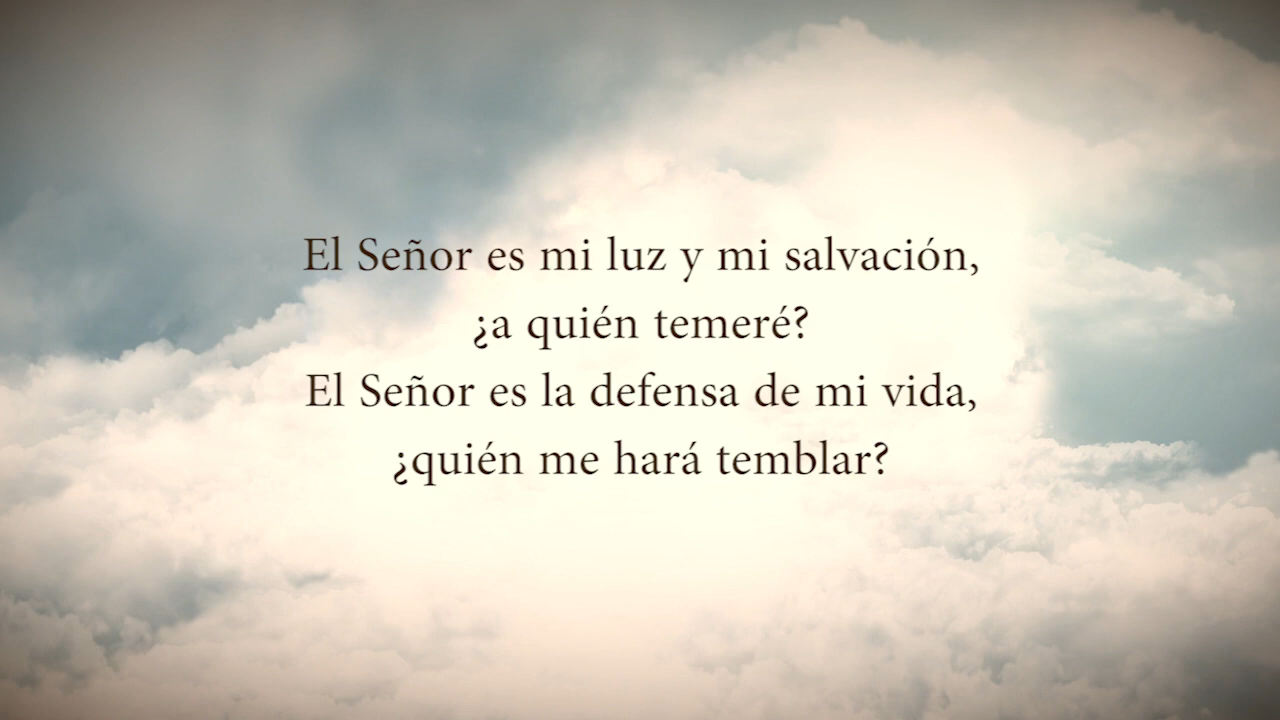 El Señor es mi luz y mi salvación,
¿a quién temeré?
El Señor es la defensa de mi vida,
¿quién me hará temblar?